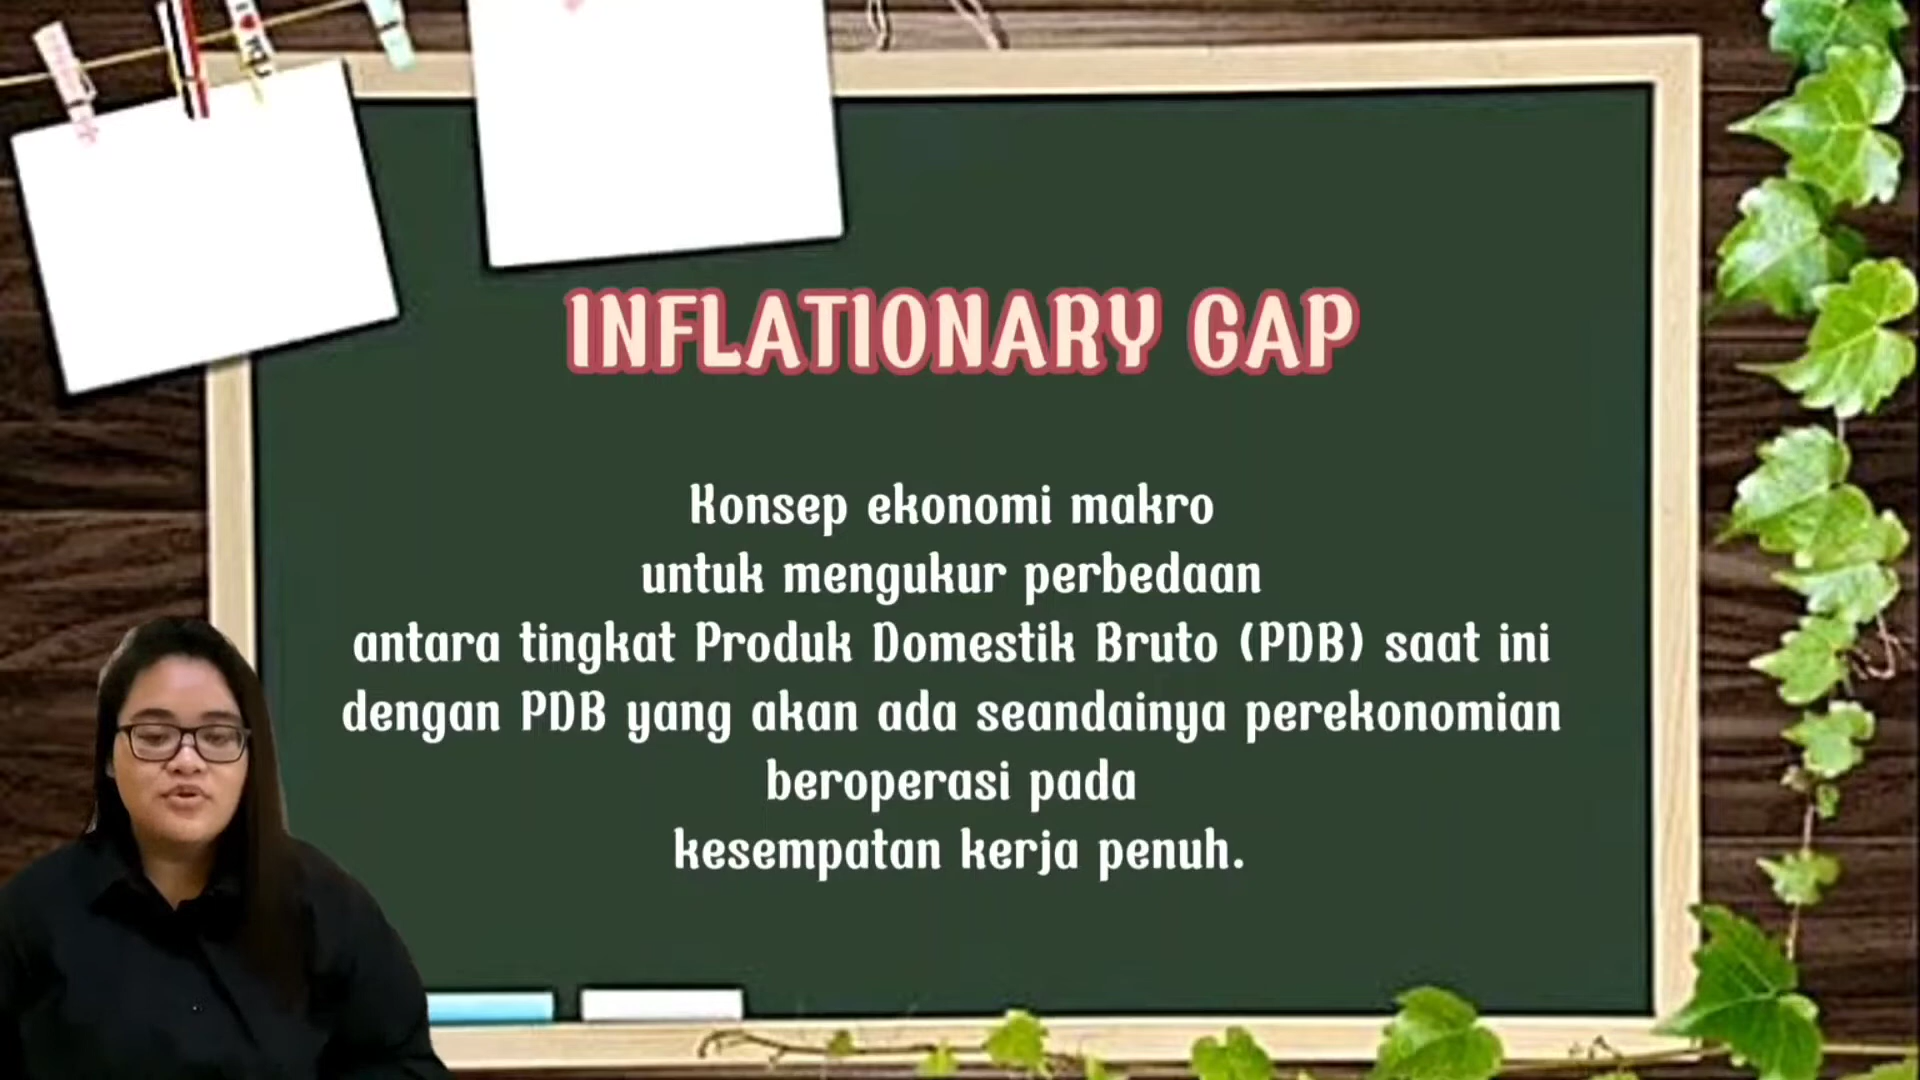 INFLATIONARY GAP
Konsep ekonomi makro
untuk mengukur perbedaan
antara tingkat Produk Domestik Bruto (PDB) saat ini
dengan PDB yang akan ada seandainya perekonomian
beroperasi pada
kesempatan kerja penuh.